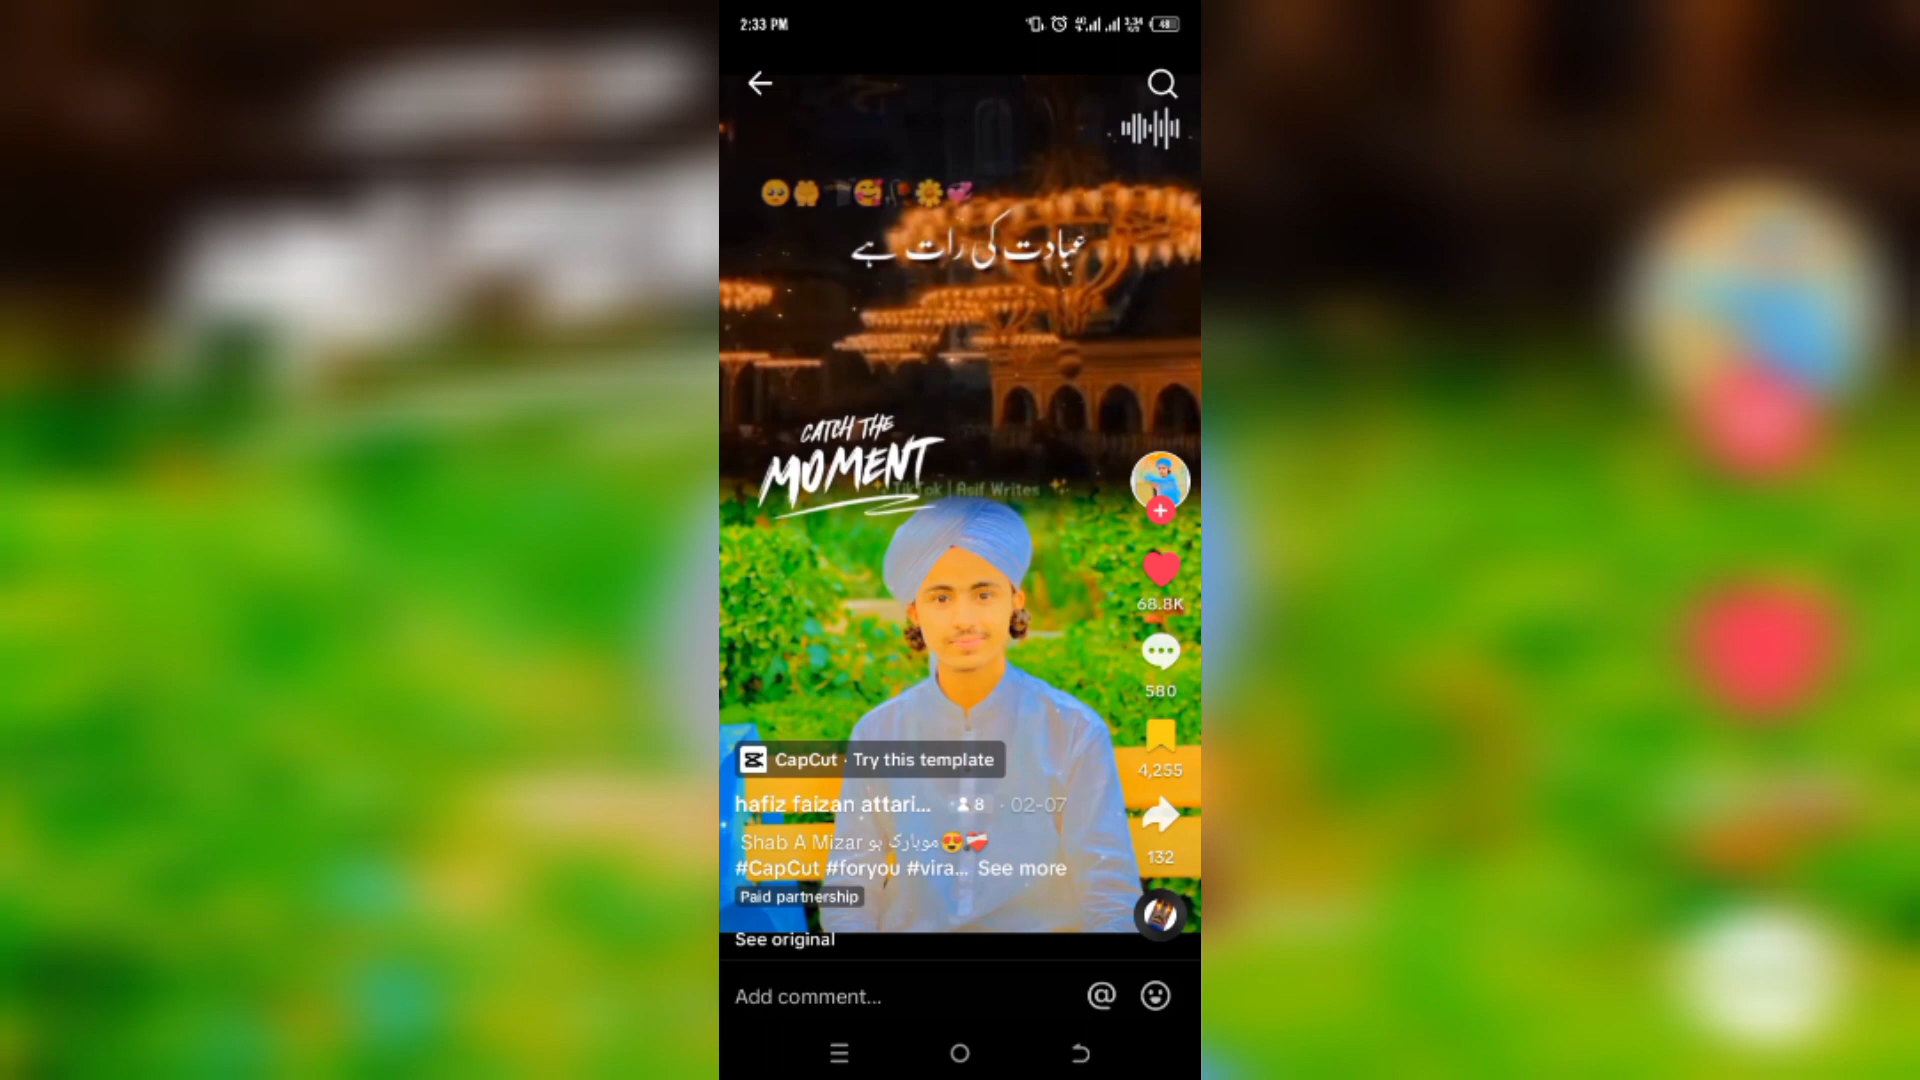 2:33 PM
48
عبادت کی رات ہے
CATCH THE
MOMENT
TikTok | Asif Writes
68.8K
580
CapCut · Try this template
4,255
hafiz faizan attari... 8 · 02-07
Shab A Mizar موبارک ہو
#CapCut #foryou #vira... See more
132
Paid partnership
See original
Add comment...